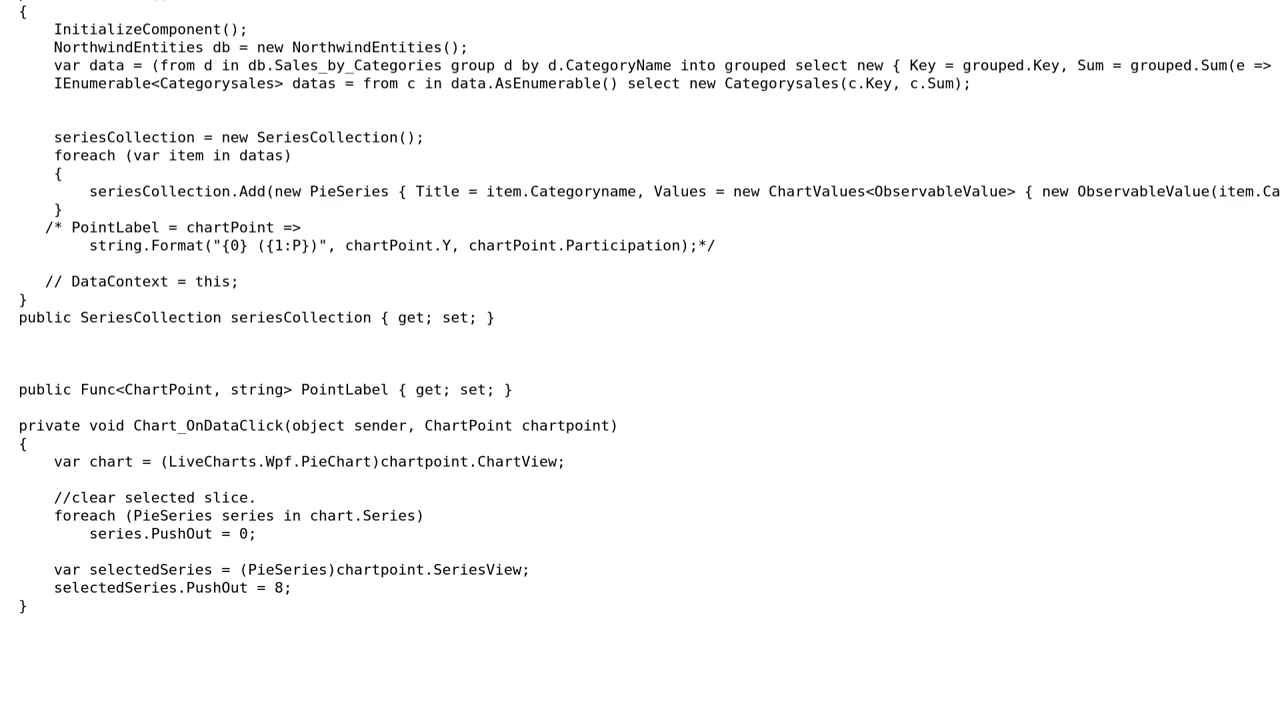 {
    InitializeComponent();
    NorthwindEntities db = new NorthwindEntities();
    var data = (from d in db.Sales_by_Categories group d by d.CategoryName into grouped select new { Key = grouped.Key, Sum = grouped.Sum(e =>
    IEnumerable<Categorysales> datas = from c in data.AsEnumerable() select new Categorysales(c.Key, c.Sum);
    seriesCollection = new SeriesCollection();
    foreach (var item in datas)
    {
        seriesCollection.Add(new PieSeries { Title = item.Categoryname, Values = new ChartValues<ObservableValue> { new ObservableValue(item.Ca
    }
   /* PointLabel = chartPoint =>
        string.Format("{0} ({1:P})", chartPoint.Y, chartPoint.Participation);*/
   // DataContext = this;
}
public SeriesCollection seriesCollection { get; set; }
public Func<ChartPoint, string> PointLabel { get; set; }
private void Chart_OnDataClick(object sender, ChartPoint chartpoint)
{
    var chart = (LiveCharts.Wpf.PieChart)chartpoint.ChartView;
    //clear selected slice.
    foreach (PieSeries series in chart.Series)
        series.PushOut = 0;
    var selectedSeries = (PieSeries)chartpoint.SeriesView;
    selectedSeries.PushOut = 8;
}